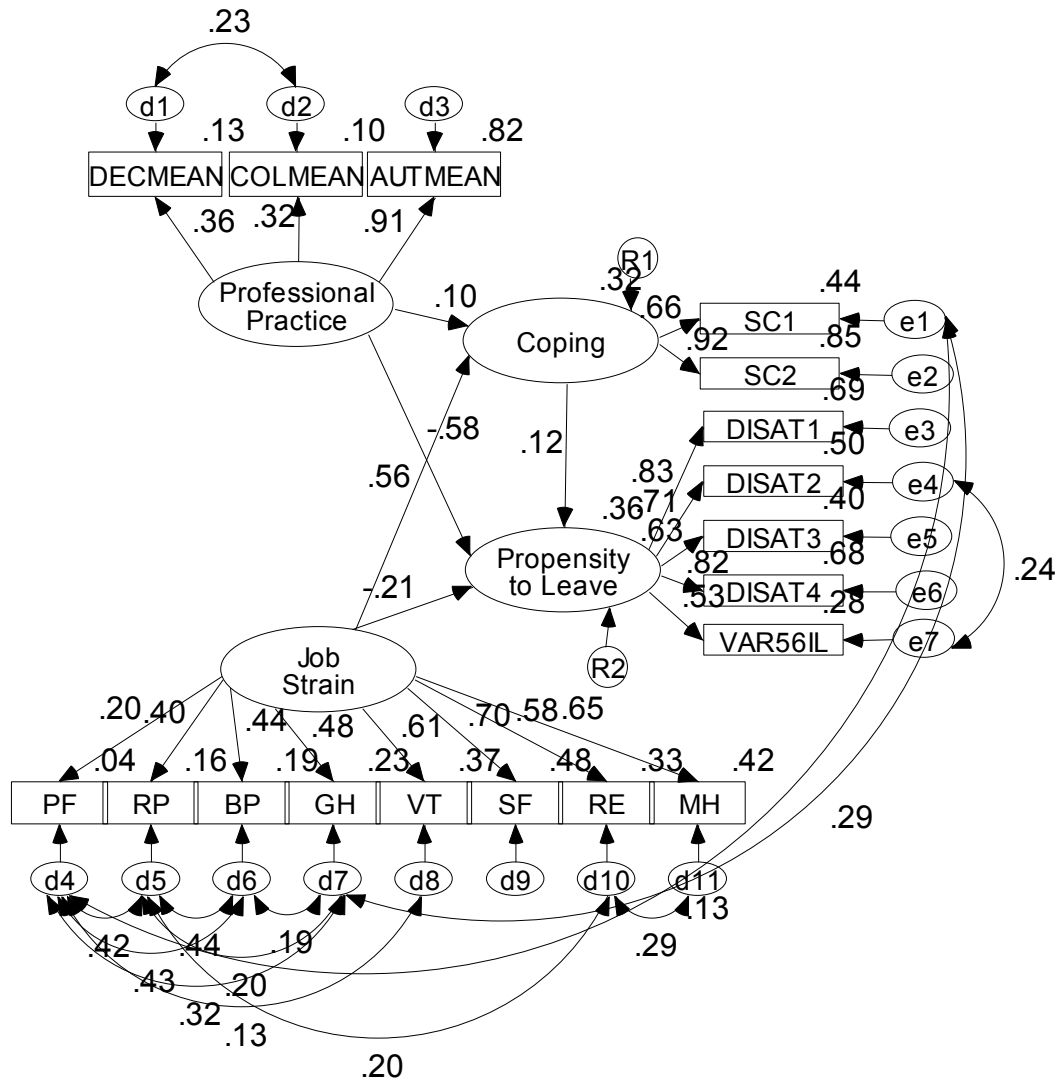 .23
d1 d2 d3
.13 .10 .82
DECMEAN COLMEAN AUTMEAN
.36 .32 .91
R1
Professional
Practice
.10 .32 .44
.66 SC1 e1
Coping .92 .85
SC2 e2
.69
-.58 .12 DISAT1 e3
.50
.56 .83 DISAT2 e4
.36 .71 .40
.63 DISAT3 e5
Propensity
to Leave
.82 .68 .24
-.21 DISAT4 e6
.53 .28
VAR56IL e7
Job
Strain
R2
.20 .40 .44 .48 .61 .70 .58 .65
.04 .16 .19 .23 .37 .48 .33 .42
PF RP BP GH VT SF RE MH
.29
d4 d5 d6 d7 d8 d9 d10 d11
.13
.42 .44 .19 .29
.43 .20
.32
.13
.20